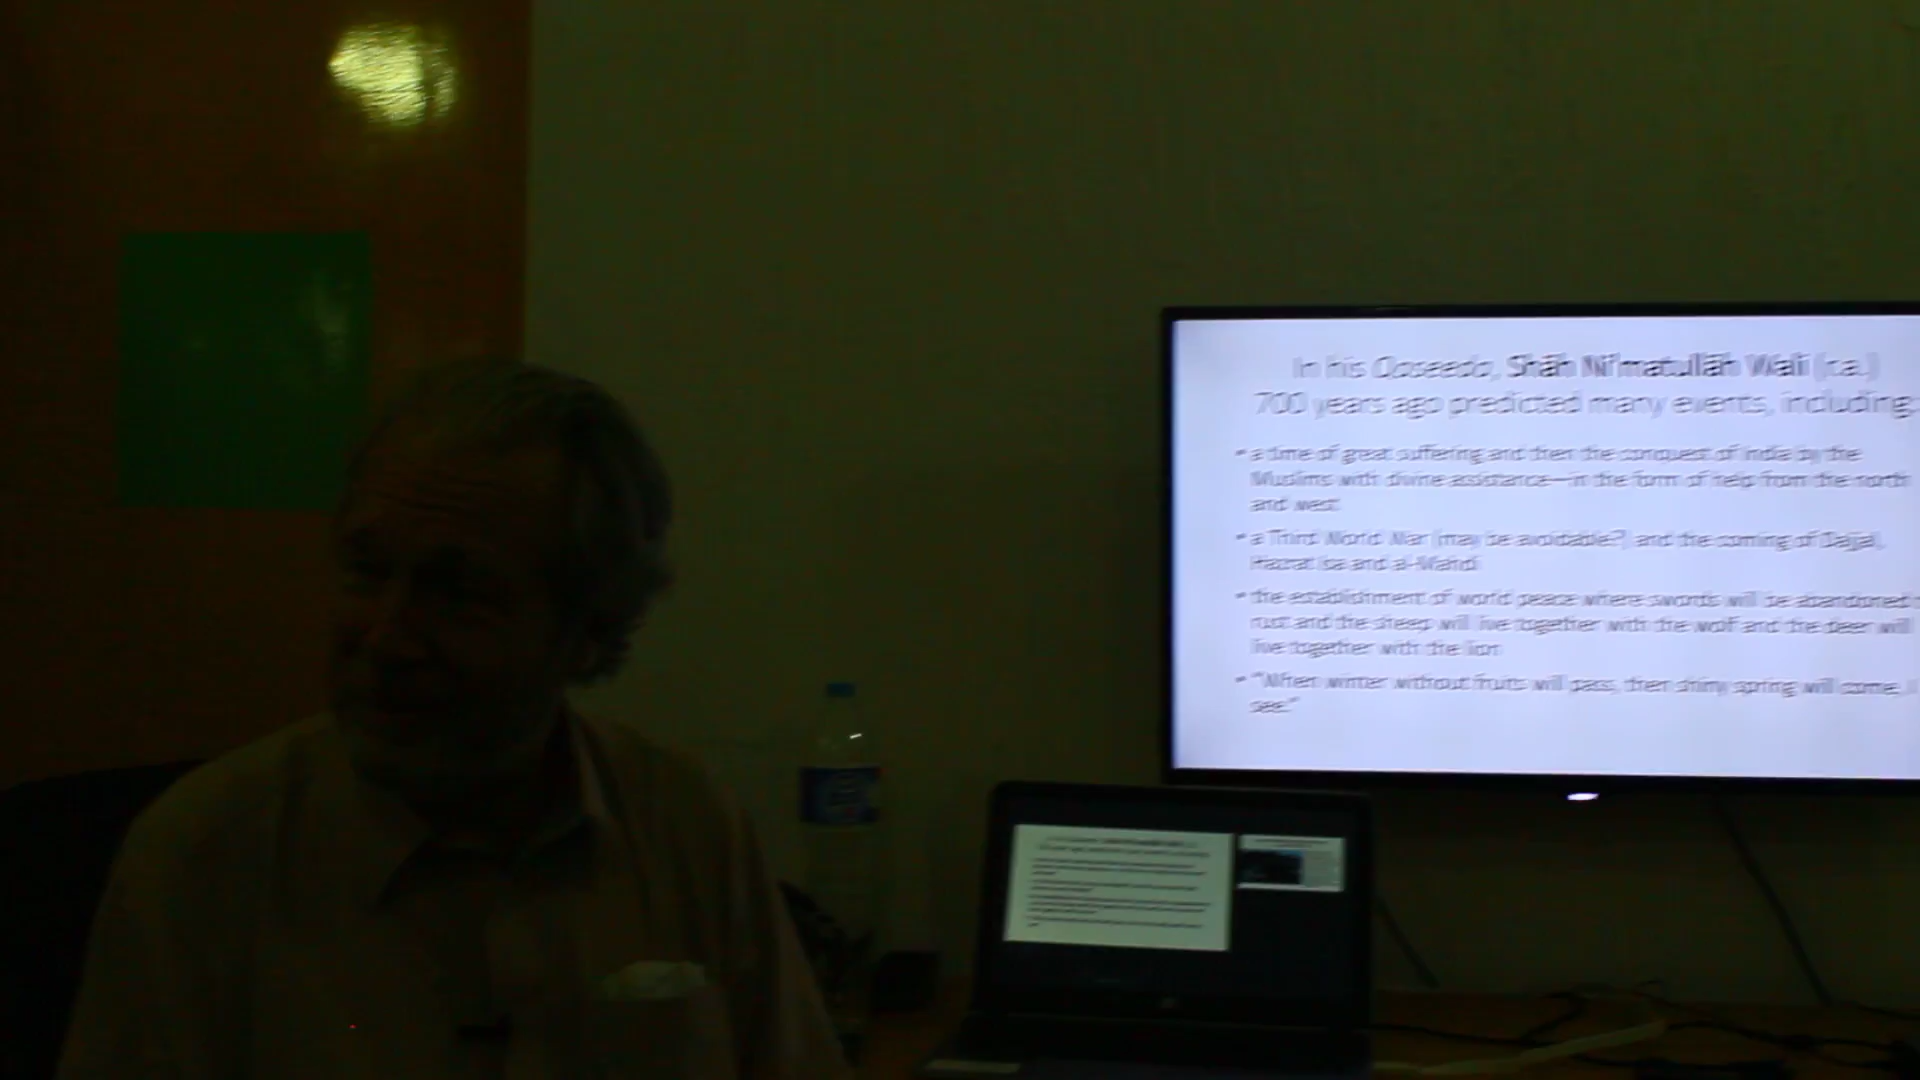 In his Qaseeda, Shāh Ni'matullāh Wali (r.a.)
700 years ago predicted many events, including:
• a time of great suffering and then the conquest of India by the
Muslims with divine assistance—in the form of help from the north
and west
• a Third World War (may be avoidable?) and the coming of Dajjal,
Hazrat Isa and al-Mahdi
• the establishment of world peace where swords will be abandoned
rust and the sheep will live together with the wolf and the deer will
live together with the lion
• "When winter without fruits will pass, then shiny spring will come, I
see."